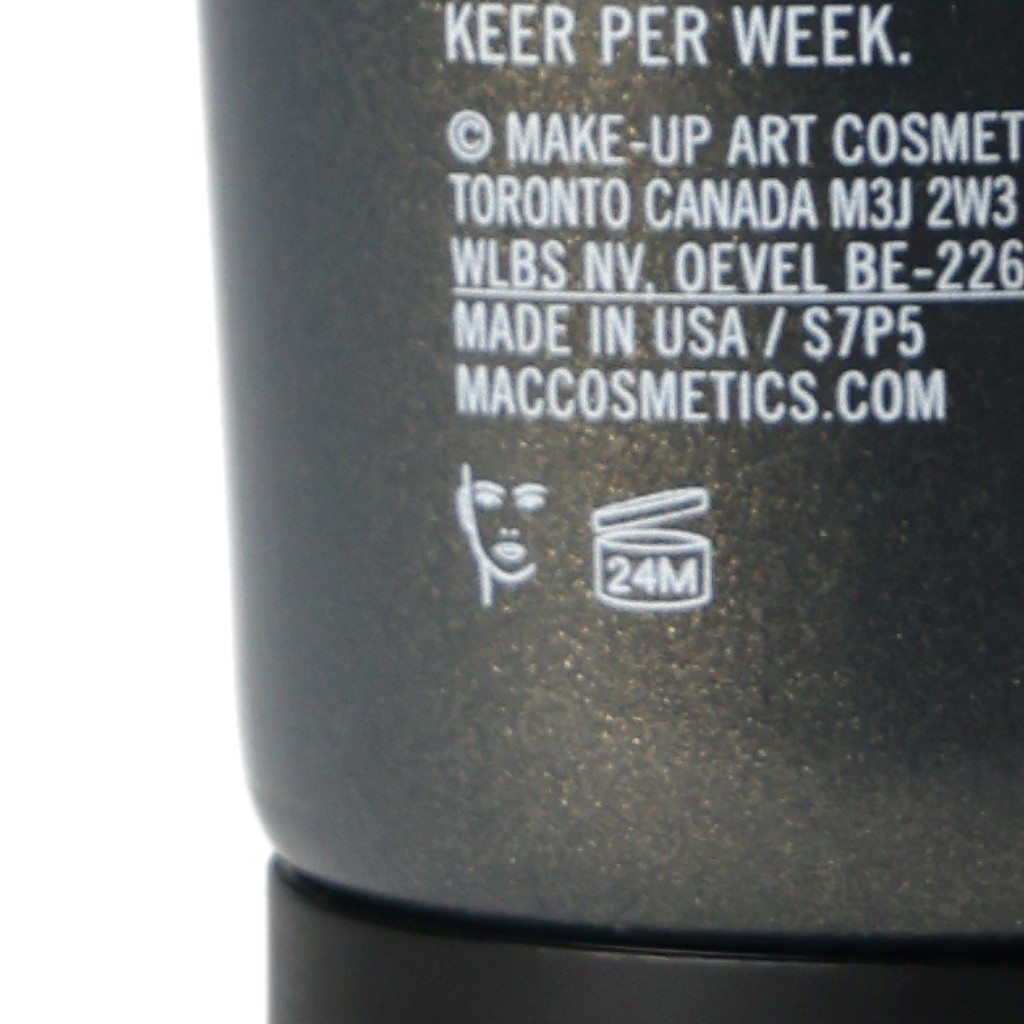 KEER PER WEEK.
© MAKE-UP ART COSMET
TORONTO CANADA M3J 2W3
WLBS NV. OEVEL BE-226
MADE IN USA / S7P5
MACCOSMETICS.COM
24M